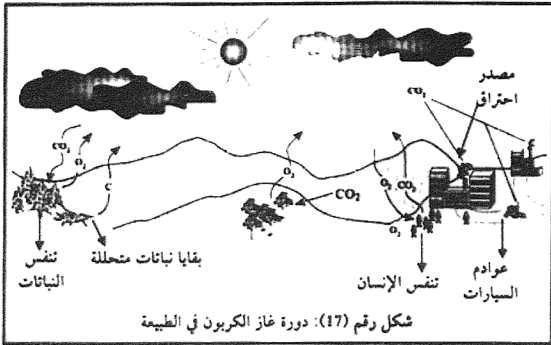 مصدر
احتراق
CO₂
CO₂
O₂
C
O₂
CO₂
O₂
CO₂
O₂
تنفس
النباتات
بقايا نباتات متحللة
تنفس الإنسان
عوادم
السيارات
شكل رقم (17): دورة غاز الكربون في الطبيعة